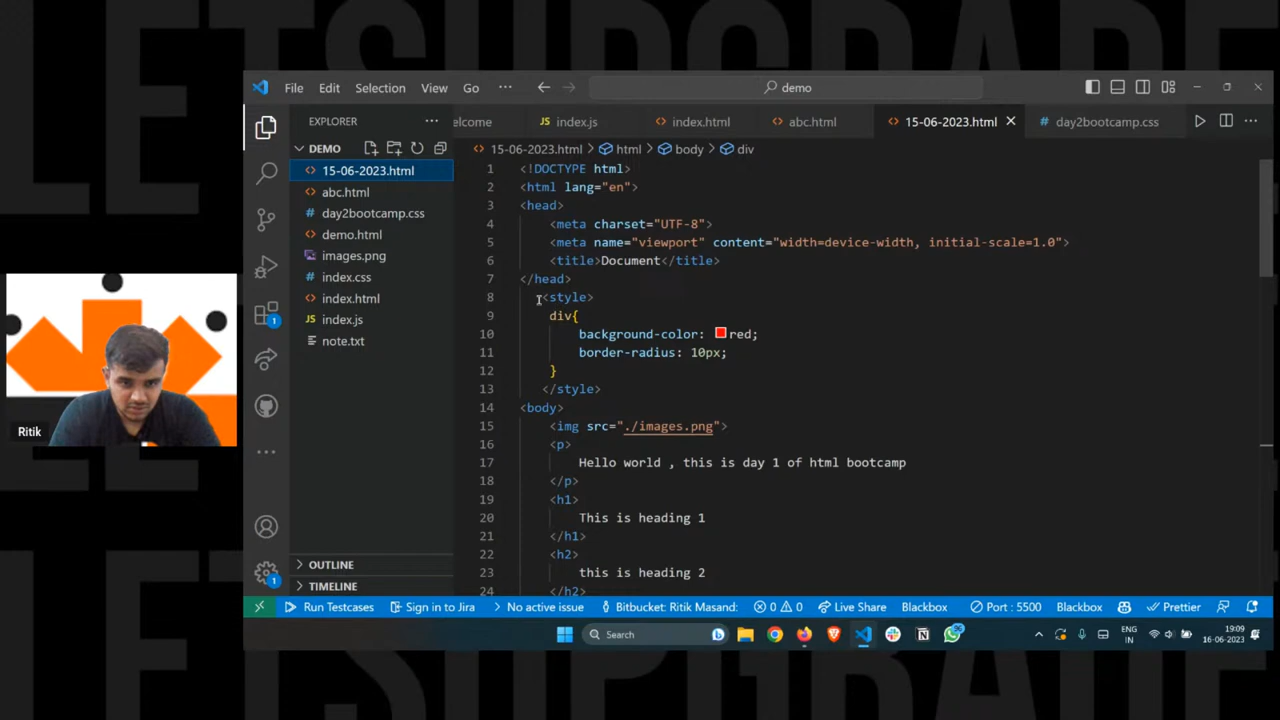 LETSUPGRADE
File Edit Selection View Go ··· demo
EXPLORER
elcome index.js index.html abc.html 15-06-2023.html day2bootcamp.css
DEMO
15-06-2023.html > html > body > div
15-06-2023.html
abc.html
day2bootcamp.css
demo.html
images.png
index.css
index.html
index.js
note.txt
1 <!DOCTYPE html>
2 <html lang="en">
3 <head>
4 <meta charset="UTF-8">
5 <meta name="viewport" content="width=device-width, initial-scale=1.0">
6 <title>Document</title>
7 </head>
8 <style>
9 div{
10 background-color: red;
11 border-radius: 10px;
12 }
13 </style>
14 <body>
15 <img src="./images.png">
16 <p>
17 Hello world , this is day 1 of html bootcamp
18 </p>
19 <h1>
20 This is heading 1
21 </h1>
22 <h2>
23 this is heading 2
24 </h2>
1
Ritik
OUTLINE
TIMELINE
1
Run Testcases Sign in to Jira No active issue Bitbucket: Ritik Masand: 0 0 Live Share Blackbox Port : 5500 Blackbox Prettier
Search ENG IN 19:09 16-06-2023
LETSUPGRADE